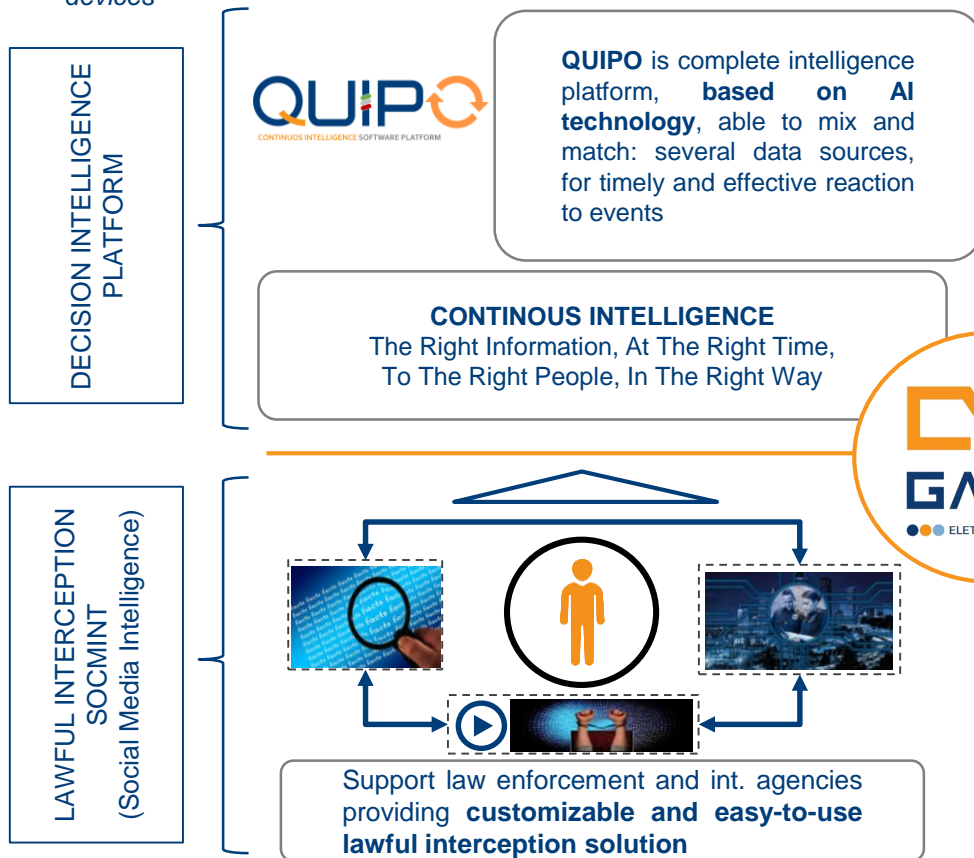 devices
DECISION INTELLIGENCE
PLATFORM
QUIPO
CONTINUOS INTELLIGENCE SOFTWARE PLATFORM
QUIPO is complete intelligence
platform, based on AI
technology, able to mix and
match: several data sources,
for timely and effective reaction
to events
CONTINOUS INTELLIGENCE
The Right Information, At The Right Time,
To The Right People, In The Right Way
LAWFUL INTERCEPTION
SOCMINT
(Social Media Intelligence)
facts facts facts
Support law enforcement and int. agencies
providing customizable and easy-to-use
lawful interception solution